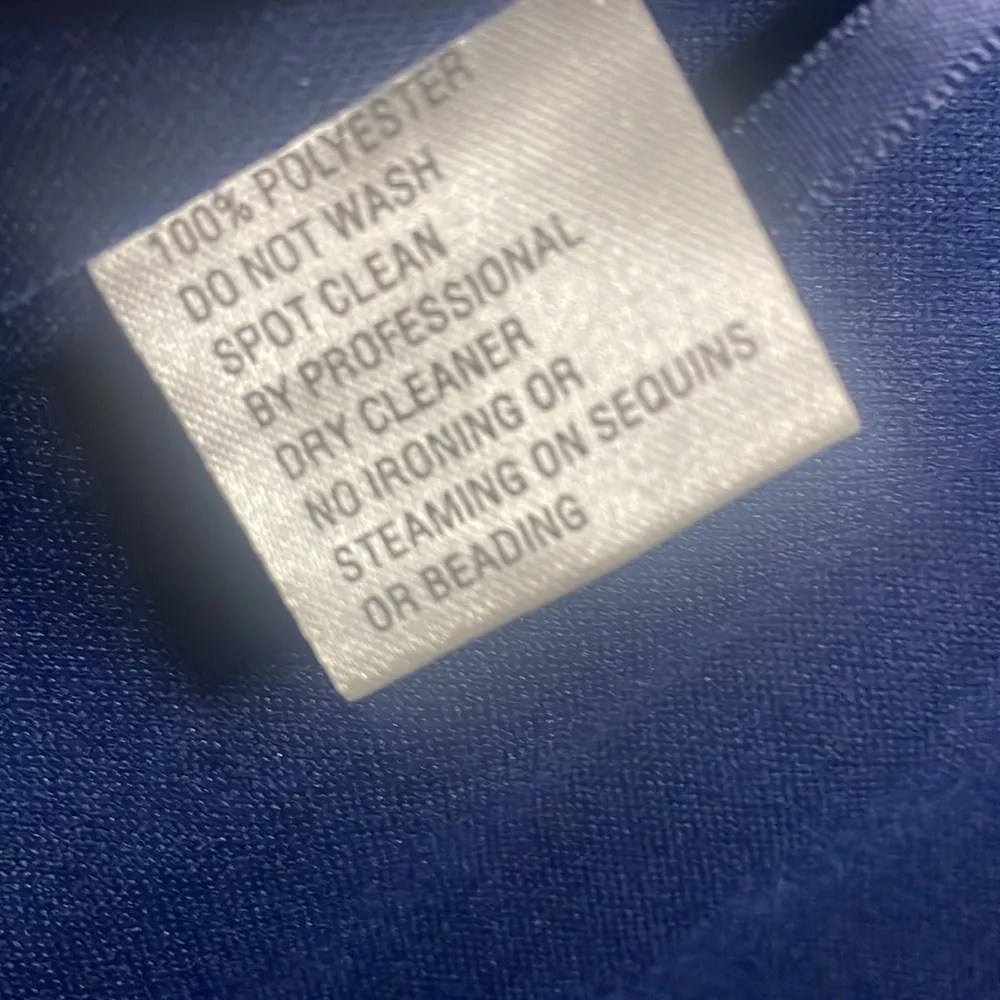 100% POLYESTER
DO NOT WASH
SPOT CLEAN
BY PROFESSIONAL
DRY CLEANER
NO IRONING OR
STEAMING ON SEQUINS
OR BEADING